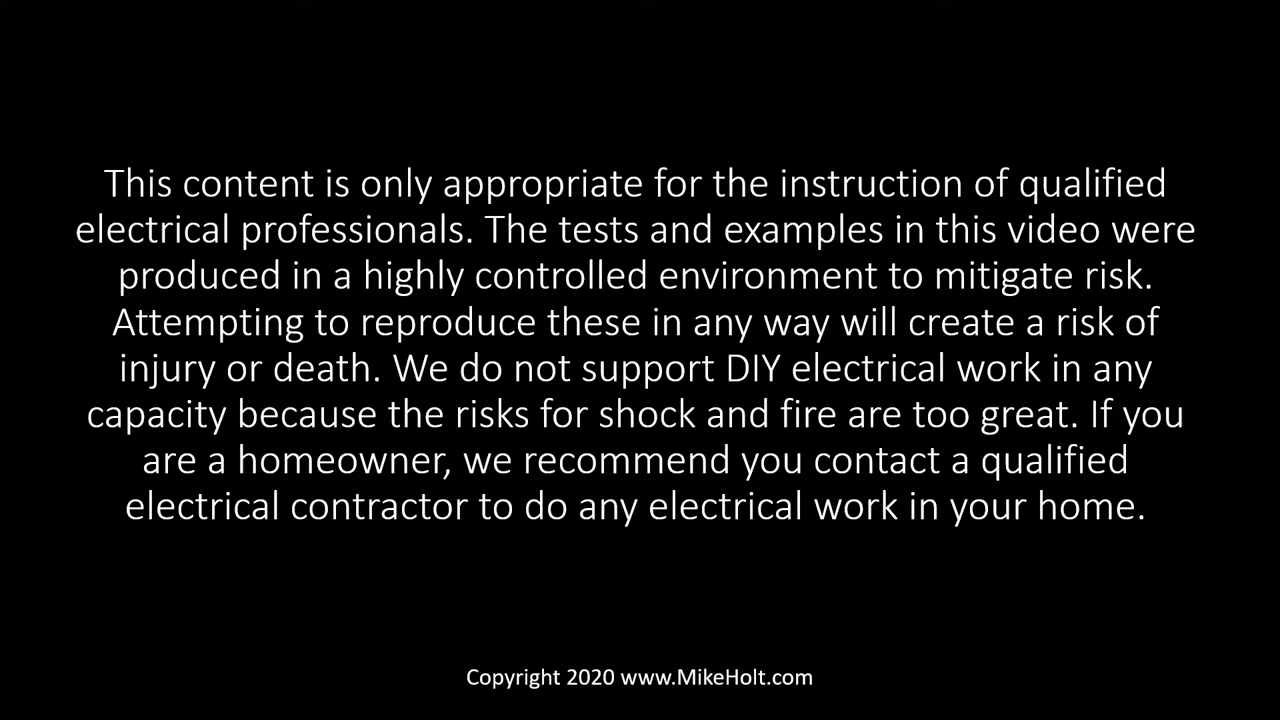 This content is only appropriate for the instruction of qualified
electrical professionals. The tests and examples in this video were
produced in a highly controlled environment to mitigate risk.
Attempting to reproduce these in any way will create a risk of
injury or death. We do not support DIY electrical work in any
capacity because the risks for shock and fire are too great. If you
are a homeowner, we recommend you contact a qualified
electrical contractor to do any electrical work in your home.
Copyright 2020 www.MikeHolt.com